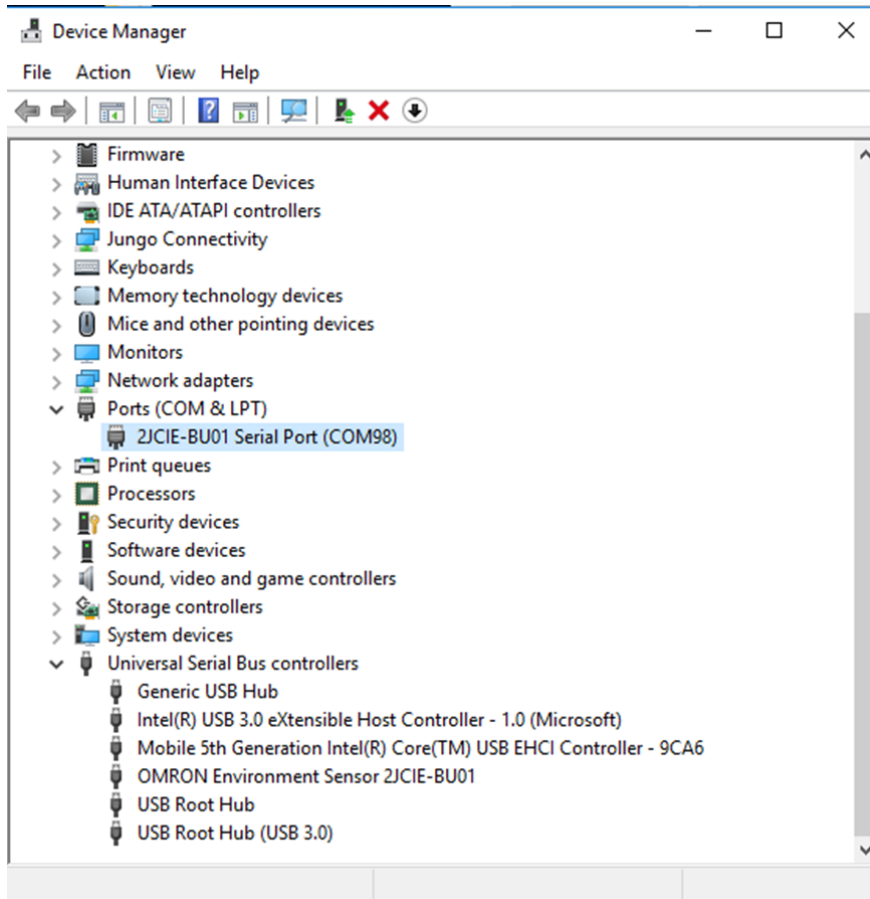 Device Manager
File Action View Help
Firmware
Human Interface Devices
IDE ATA/ATAPI controllers
Jungo Connectivity
Keyboards
Memory technology devices
Mice and other pointing devices
Monitors
Network adapters
Ports (COM & LPT)
2JCIE-BU01 Serial Port (COM98)
Print queues
Processors
Security devices
Software devices
Sound, video and game controllers
Storage controllers
System devices
Universal Serial Bus controllers
Generic USB Hub
Intel(R) USB 3.0 eXtensible Host Controller - 1.0 (Microsoft)
Mobile 5th Generation Intel(R) Core(TM) USB EHCI Controller - 9CA6
OMRON Environment Sensor 2JCIE-BU01
USB Root Hub
USB Root Hub (USB 3.0)